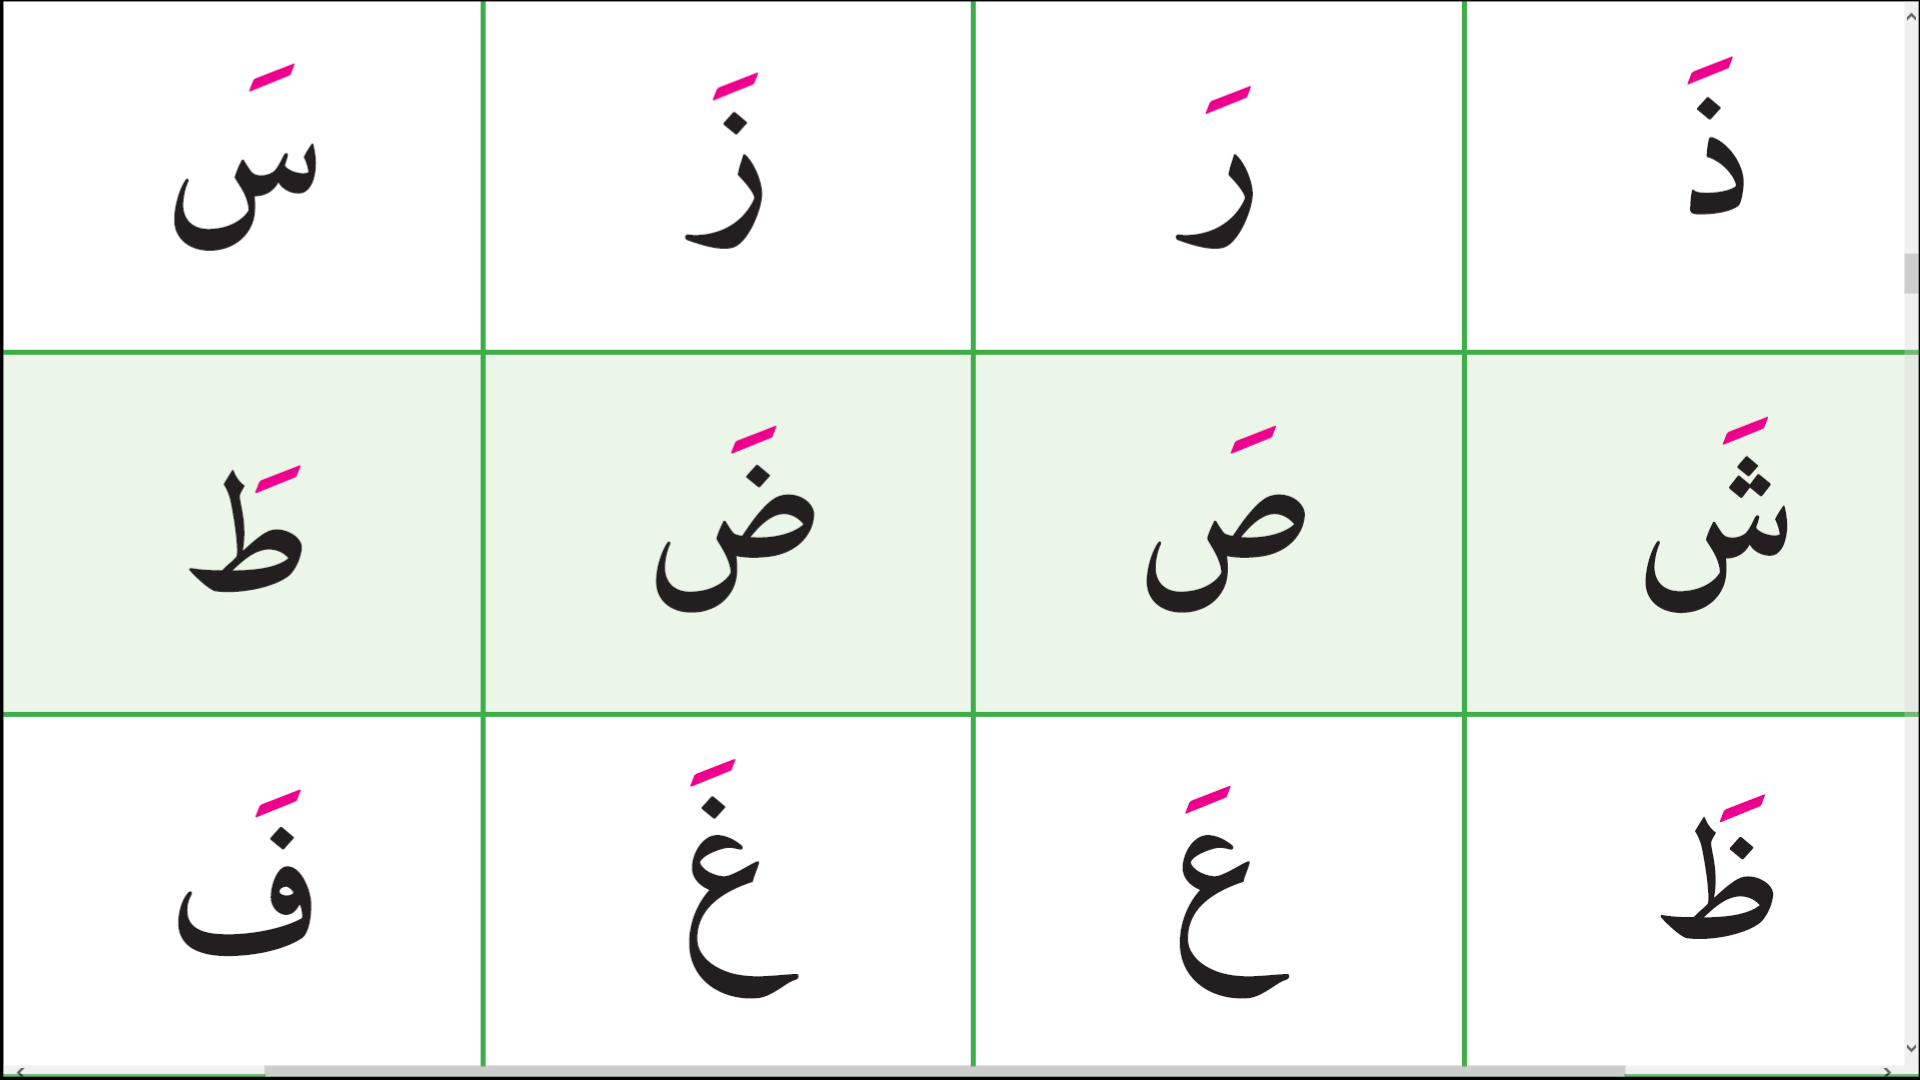 ذَ رَ زَ سَ
شَ صَ ضَ طَ
ظَ عَ غَ فَ